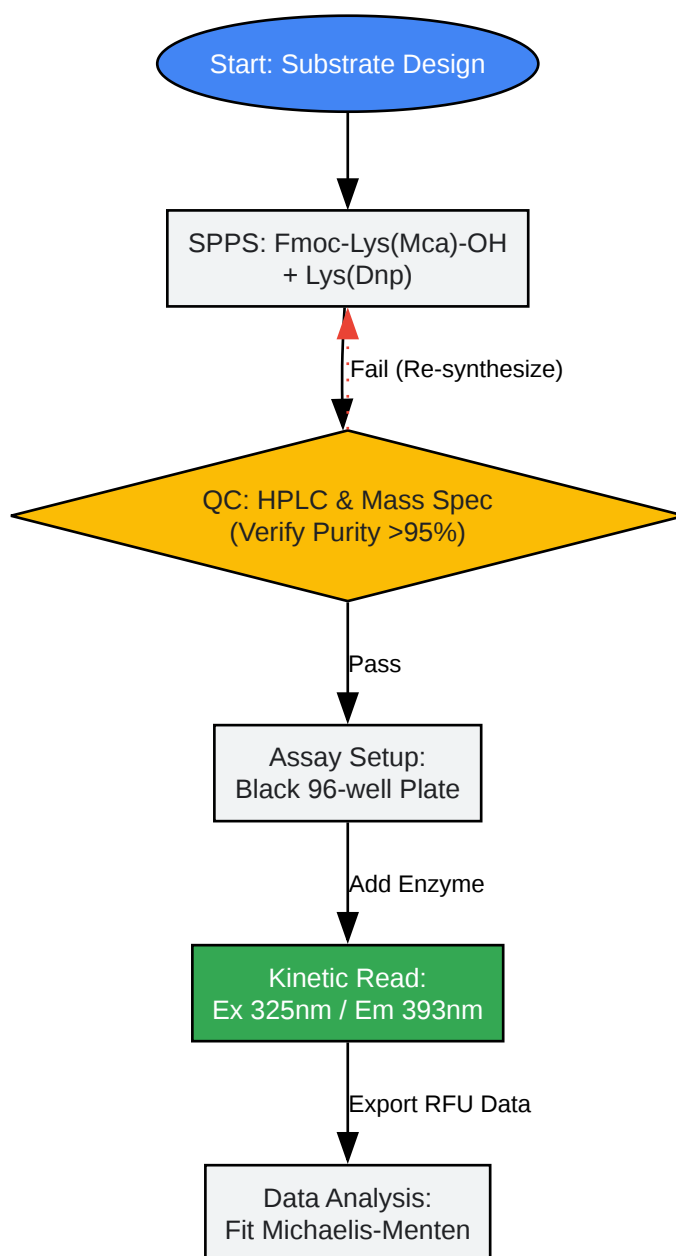 Start: Substrate Design
SPPS: Fmoc-Lys(Mca)-OH
+ Lys(Dnp)
Fail (Re-synthesize)
QC: HPLC & Mass Spec
(Verify Purity >95%)
Pass
Assay Setup:
Black 96-well Plate
Add Enzyme
Kinetic Read:
Ex 325nm / Em 393nm
Export RFU Data
Data Analysis:
Fit Michaelis-Menten